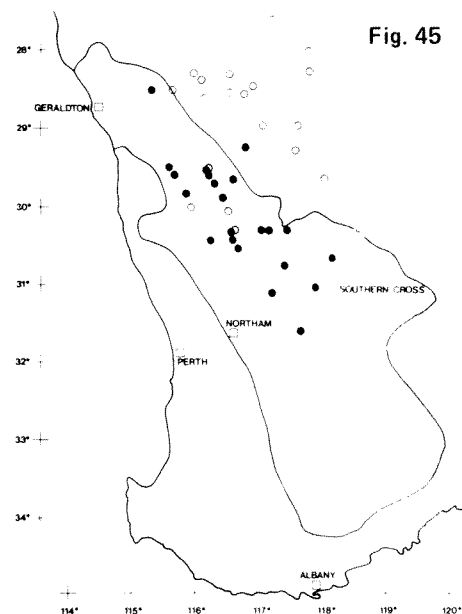 Fig. 45
28°
GERALDTON
29°
30°
31°
SOUTHERN CROSS
NORTHAM
32°
PERTH
33°
34°
ALBANY
114° 115° 116° 117° 118° 119° 120°